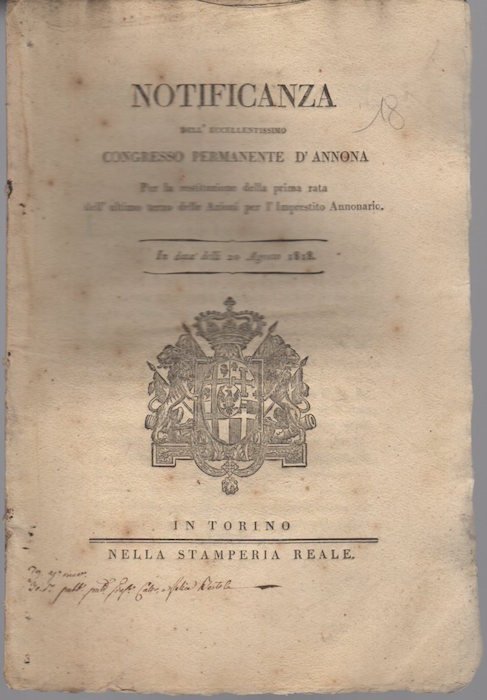 NOTIFICANZA
18
DELL' ECCELLENTISSIMO
CONGRESSO PERMANENTE D'ANNONA
Per la restituzione della prima rata
dell' ultimo terzo delle Azioni per l' Imprestito Annonario.
In data delli 20 Agosto 1818.
IN TORINO
NELLA STAMPERIA REALE.